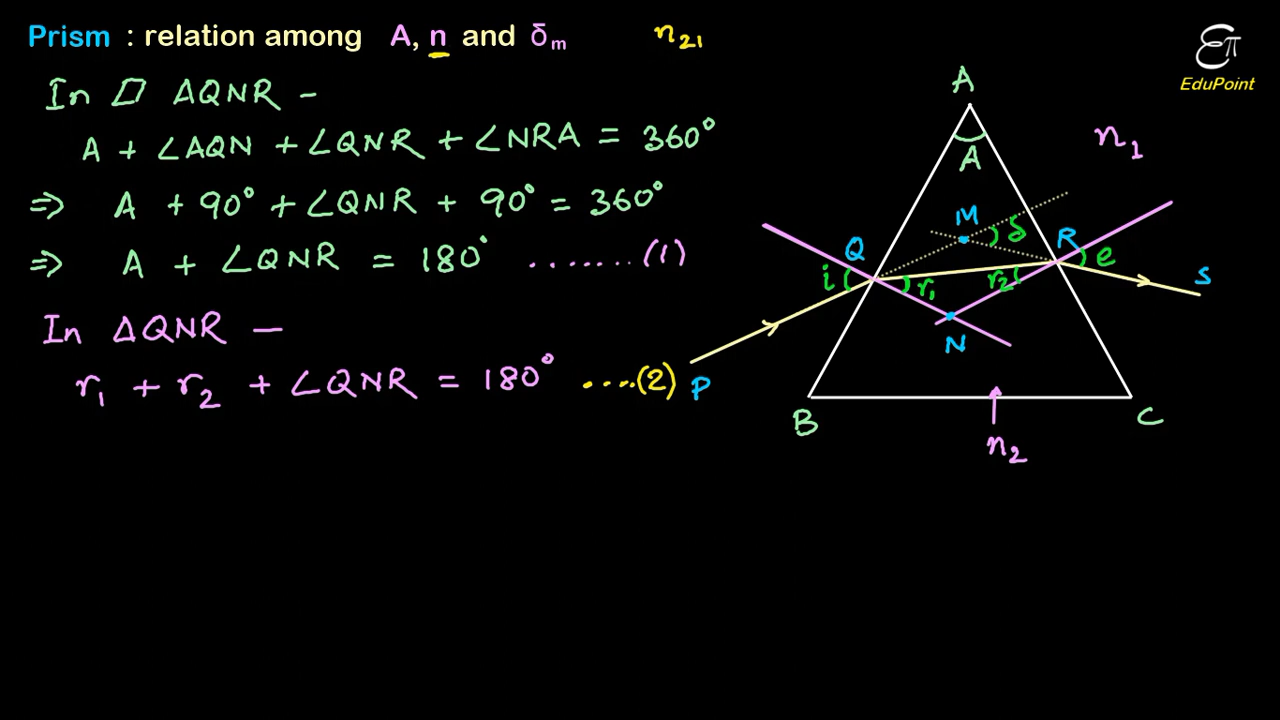 Prism : relation among A, n and δₘ n₂₁
EduPoint
In ▱ AQNR –
A + ∠AQN + ∠QNR + ∠NRA = 360°
⇒ A + 90° + ∠QNR + 90° = 360°
⇒ A + ∠QNR = 180° .......(1)
In ΔQNR –
r₁ + r₂ + ∠QNR = 180° ....(2)
A
A
n₁
M
δ
Q
R
i
r₁
r₂
e
S
N
P
B
C
n₂